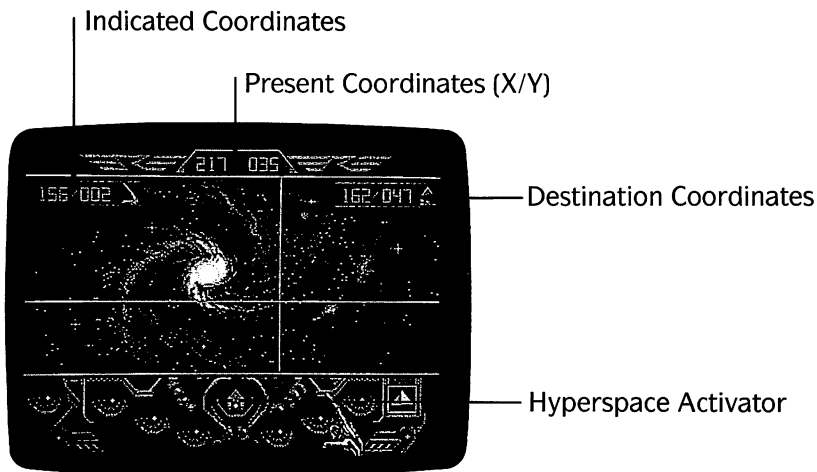 Indicated Coordinates
Present Coordinates (X/Y)
217 035
156/002
162/047
Destination Coordinates
Hyperspace Activator